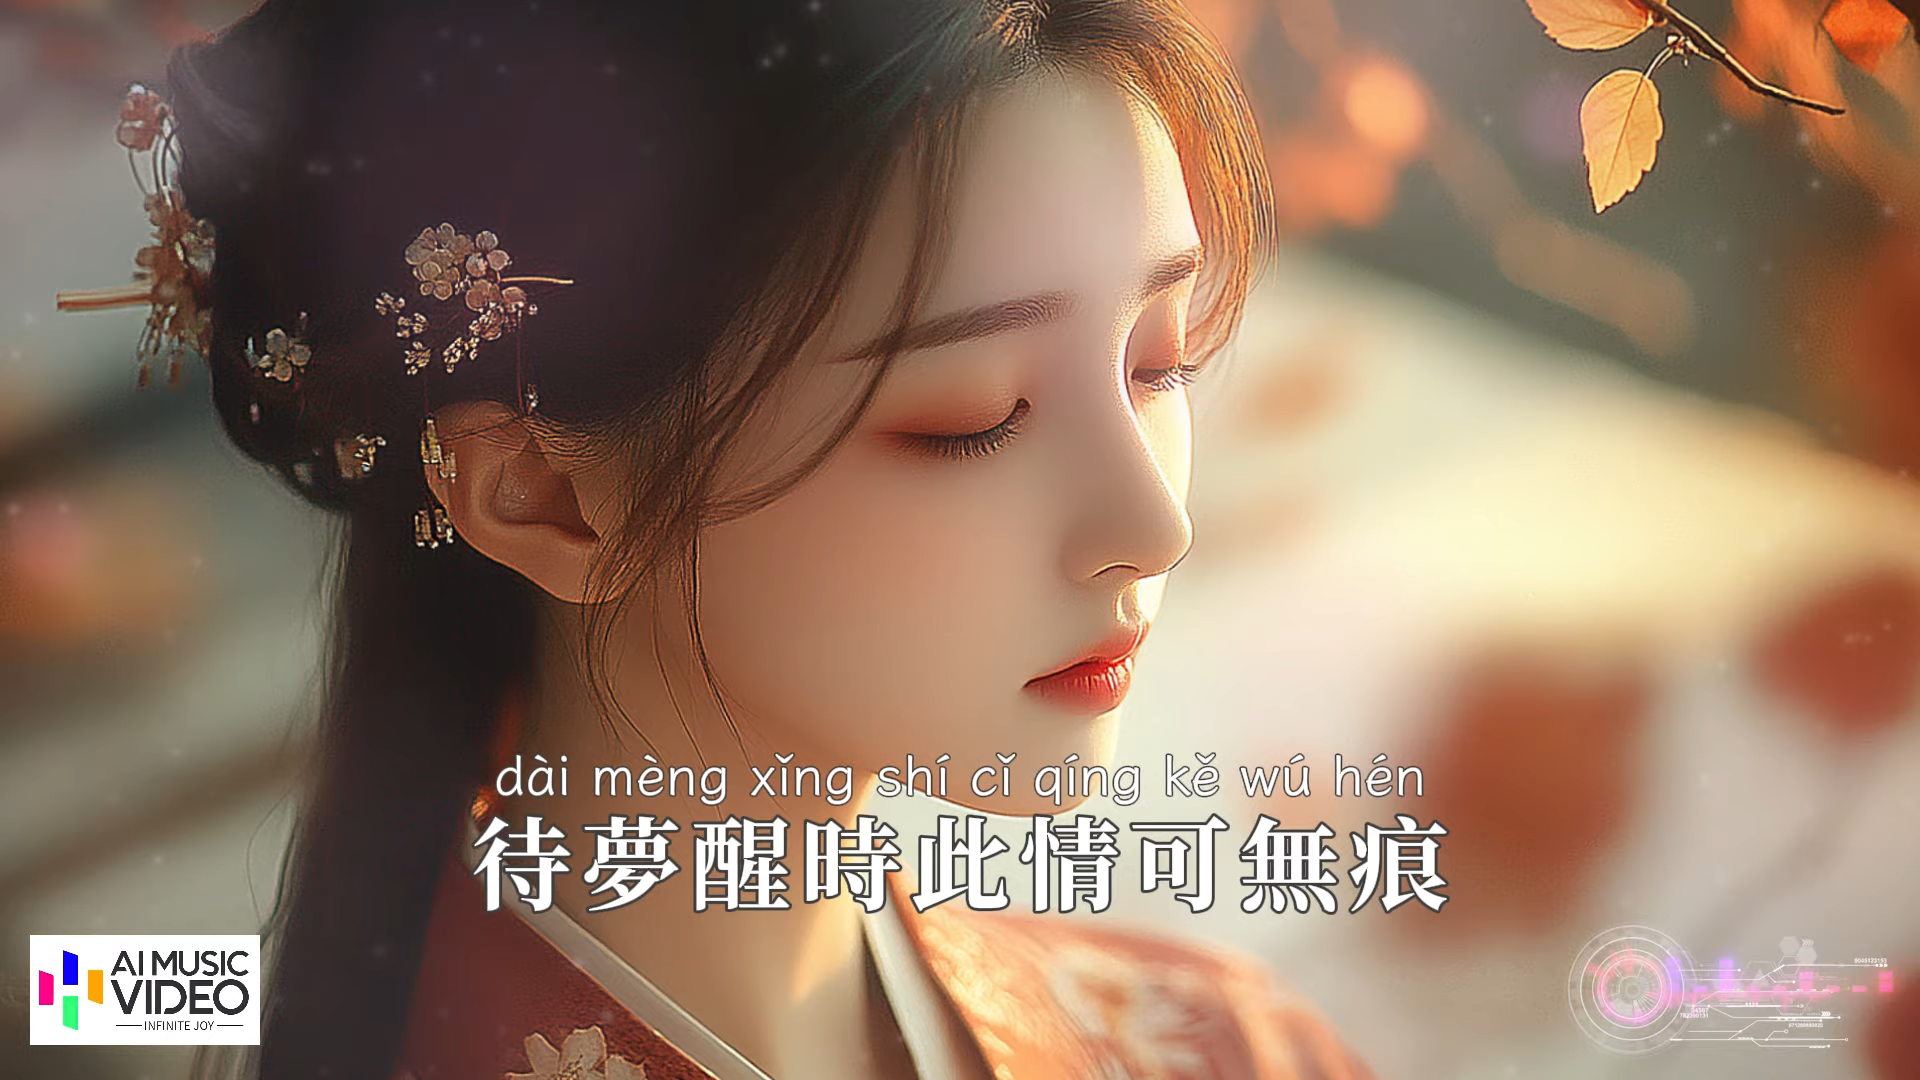 dài mèng xǐng shí cǐ qíng kě wú hén
待夢醒時此情可無痕
AI MUSIC
VIDEO
INFINITE JOY